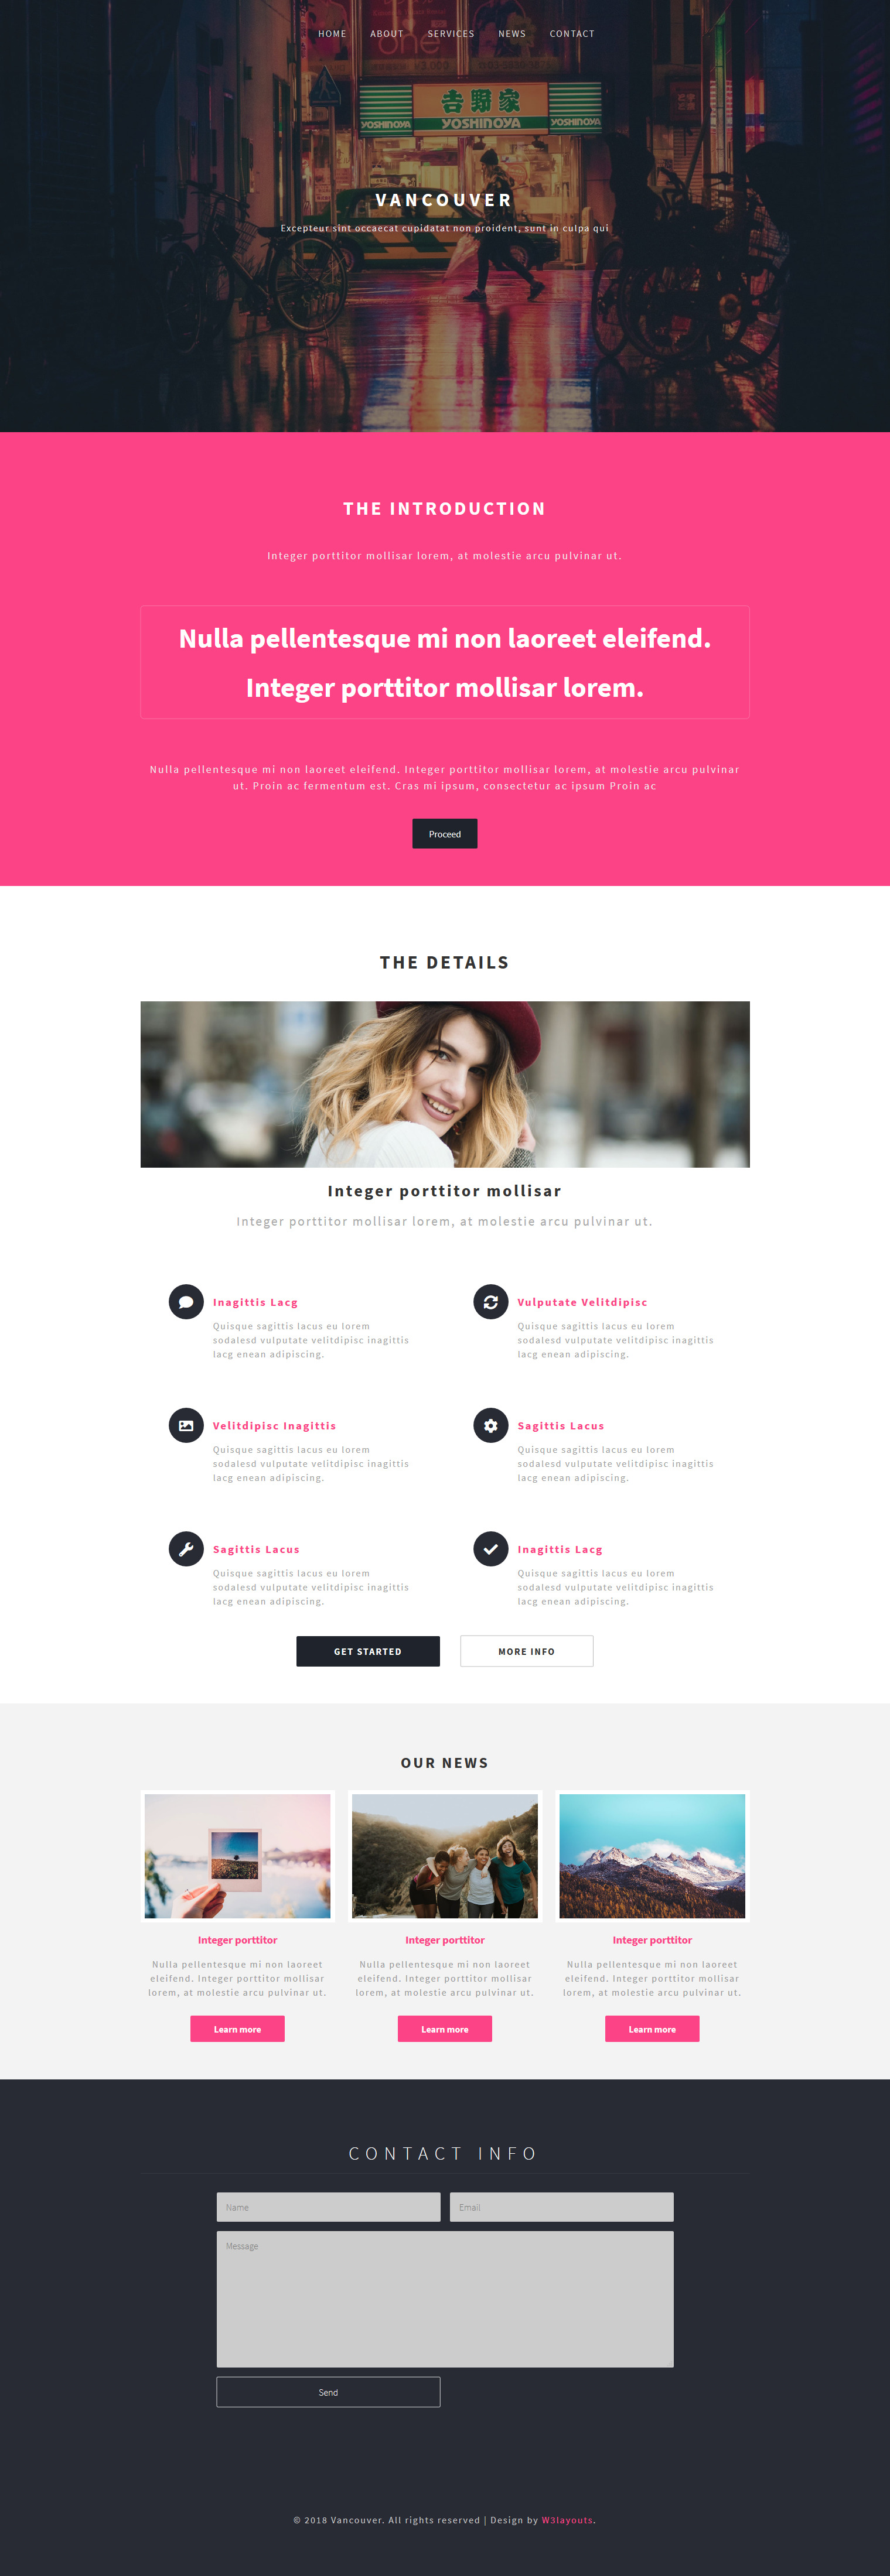 HOME ABOUT SERVICES NEWS CONTACT
one
吉野家
YOSHINOYA YOSHINOYA YOSHINOYA
VANCOUVER
Excepteur sint occaecat cupidatat non proident, sunt in culpa qui
THE INTRODUCTION
Integer porttitor mollisar lorem, at molestie arcu pulvinar ut.
Nulla pellentesque mi non laoreet eleifend.
Integer porttitor mollisar lorem.
Nulla pellentesque mi non laoreet eleifend. Integer porttitor mollisar lorem, at molestie arcu pulvinar
ut. Proin ac fermentum est. Cras mi ipsum, consectetur ac ipsum Proin ac
Proceed
THE DETAILS
Integer porttitor mollisar
Integer porttitor mollisar lorem, at molestie arcu pulvinar ut.
Inagittis Lacg
Quisque sagittis lacus eu lorem
sodalesd vulputate velitdipisc inagittis
lacg enean adipiscing.
Vulputate Velitdipisc
Quisque sagittis lacus eu lorem
sodalesd vulputate velitdipisc inagittis
lacg enean adipiscing.
Velitdipisc Inagittis
Quisque sagittis lacus eu lorem
sodalesd vulputate velitdipisc inagittis
lacg enean adipiscing.
Sagittis Lacus
Quisque sagittis lacus eu lorem
sodalesd vulputate velitdipisc inagittis
lacg enean adipiscing.
Sagittis Lacus
Quisque sagittis lacus eu lorem
sodalesd vulputate velitdipisc inagittis
lacg enean adipiscing.
Inagittis Lacg
Quisque sagittis lacus eu lorem
sodalesd vulputate velitdipisc inagittis
lacg enean adipiscing.
GET STARTED MORE INFO
OUR NEWS
Integer porttitor
Nulla pellentesque mi non laoreet
eleifend. Integer porttitor mollisar
lorem, at molestie arcu pulvinar ut.
Learn more
Integer porttitor
Nulla pellentesque mi non laoreet
eleifend. Integer porttitor mollisar
lorem, at molestie arcu pulvinar ut.
Learn more
Integer porttitor
Nulla pellentesque mi non laoreet
eleifend. Integer porttitor mollisar
lorem, at molestie arcu pulvinar ut.
Learn more
CONTACT INFO
Name Email
Message
Send
© 2018 Vancouver. All rights reserved | Design by W3layouts.